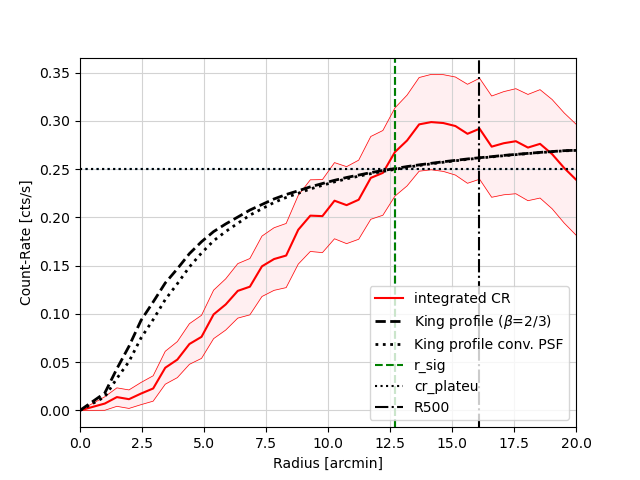 0.35
0.30
0.25
0.20
0.15
0.10
0.05
0.00
Count-Rate [cts/s]
integrated CR
King profile (β=2/3)
King profile conv. PSF
r_sig
cr_plateu
R500
0.0 2.5 5.0 7.5 10.0 12.5 15.0 17.5 20.0
Radius [arcmin]